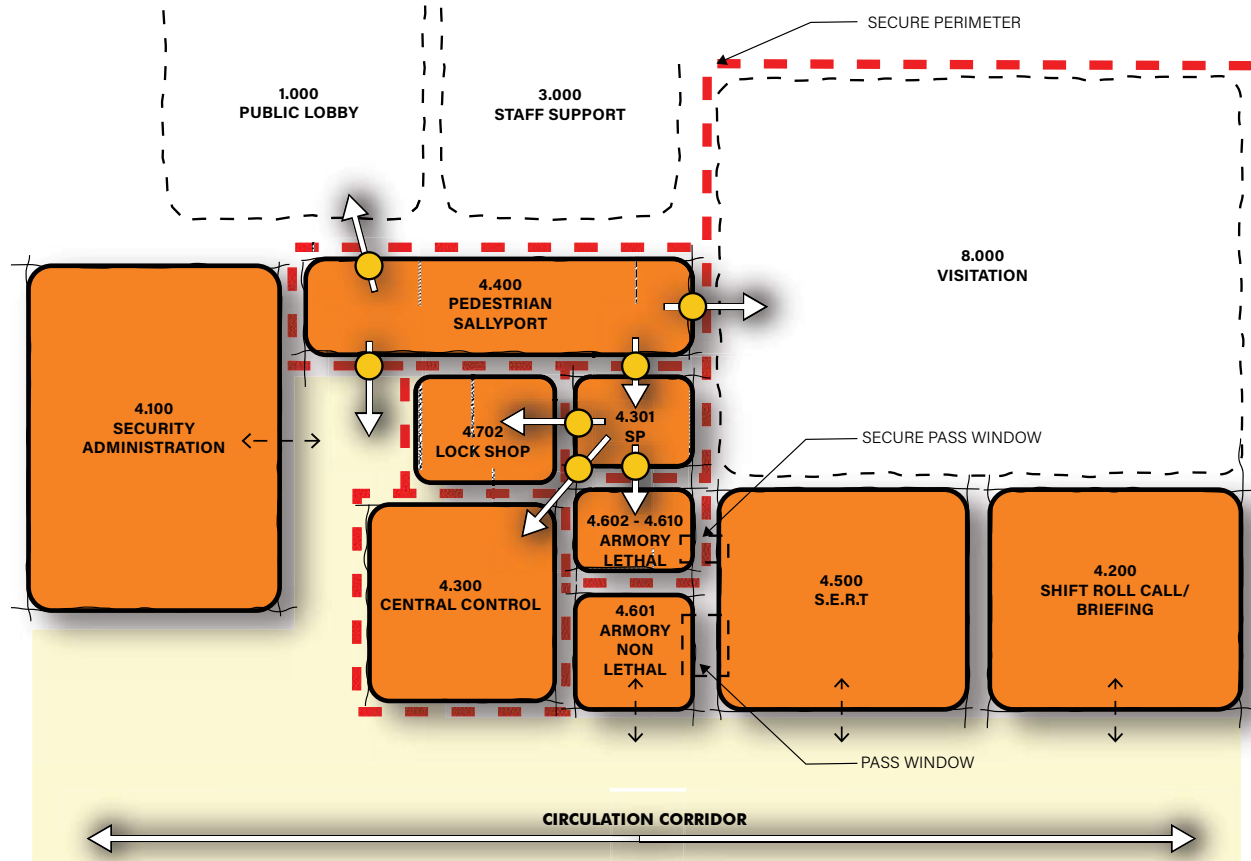 SECURE PERIMETER
1.000
PUBLIC LOBBY
3.000
STAFF SUPPORT
8.000
VISITATION
4.400
PEDESTRIAN
SALLYPORT
4.100
SECURITY
ADMINISTRATION
4.702
LOCK SHOP
4.301
SP
SECURE PASS WINDOW
4.602 - 4.610
ARMORY
LETHAL
4.300
CENTRAL CONTROL
4.601
ARMORY
NON
LETHAL
4.500
S.E.R.T
4.200
SHIFT ROLL CALL/
BRIEFING
PASS WINDOW
CIRCULATION CORRIDOR